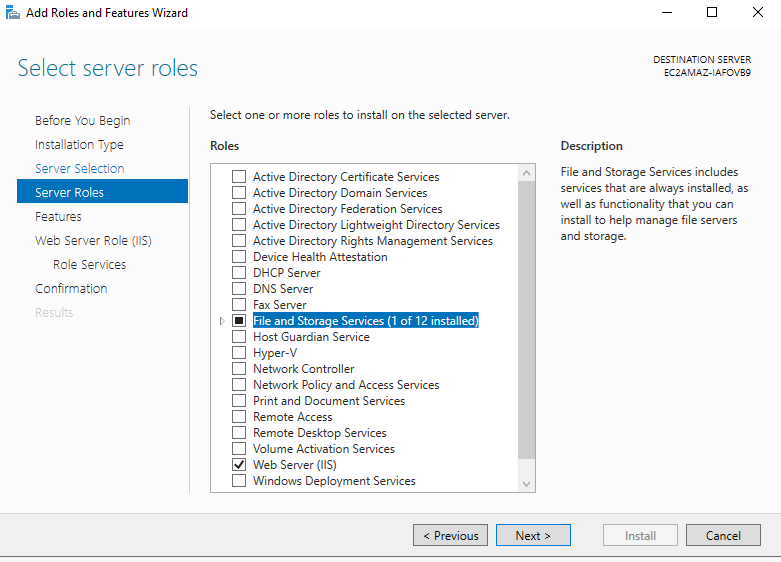 Add Roles and Features Wizard
Select server roles
DESTINATION SERVER
EC2AMAZ-IAFOVB9
Before You Begin
Installation Type
Server Selection
Server Roles
Features
Web Server Role (IIS)
Role Services
Confirmation
Results
Select one or more roles to install on the selected server.
Roles
Active Directory Certificate Services
Active Directory Domain Services
Active Directory Federation Services
Active Directory Lightweight Directory Services
Active Directory Rights Management Services
Device Health Attestation
DHCP Server
DNS Server
Fax Server
File and Storage Services (1 of 12 installed)
Host Guardian Service
Hyper-V
Network Controller
Network Policy and Access Services
Print and Document Services
Remote Access
Remote Desktop Services
Volume Activation Services
Web Server (IIS)
Windows Deployment Services
Description
File and Storage Services includes
services that are always installed, as
well as functionality that you can
install to help manage file servers
and storage.
< Previous
Next >
Install
Cancel